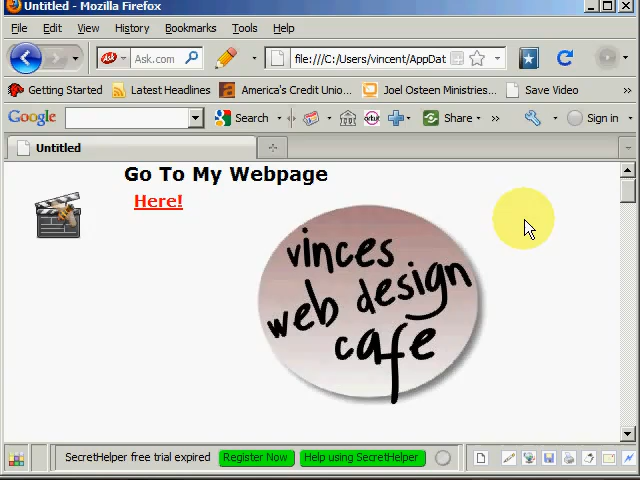 Untitled - Mozilla Firefox
File Edit View History Bookmarks Tools Help
Ask Ask.com file:///C:/Users/vincent/AppDat
Getting Started Latest Headlines America's Credit Unio... Joel Osteen Ministries... Save Video
Google Search orkut Share Sign in
Untitled
Go To My Webpage
Here!
vinces
web design
cafe
SecretHelper free trial expired Register Now Help using SecretHelper